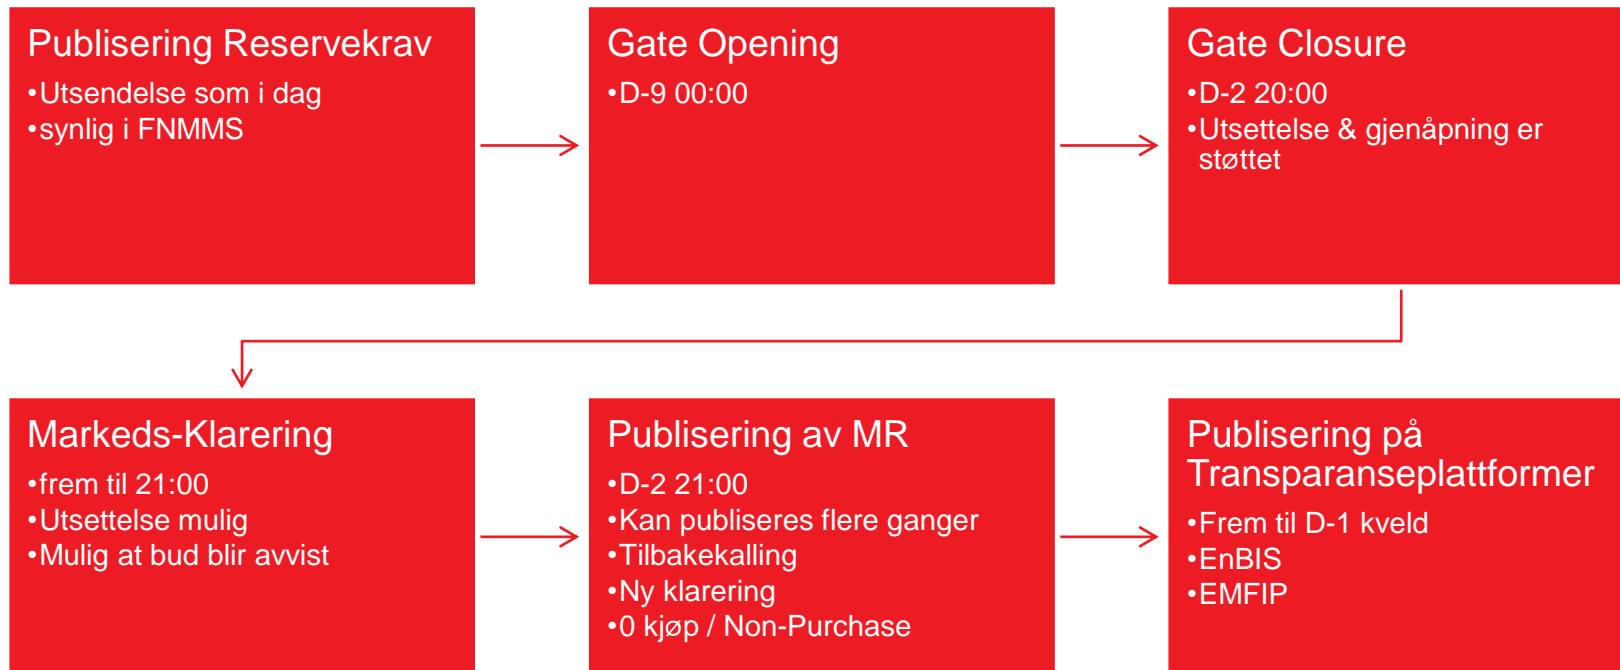 Publisering Reservekrav
•Utsendelse som i dag
•synlig i FNMMS
Gate Opening
•D-9 00:00
Gate Closure
•D-2 20:00
•Utsettelse & gjenåpning er
støttet
Markeds-Klarering
•frem til 21:00
•Utsettelse mulig
•Mulig at bud blir avvist
Publisering av MR
•D-2 21:00
•Kan publiseres flere ganger
•Tilbakekalling
•Ny klarering
•0 kjøp / Non-Purchase
Publisering på
Transparanseplattformer
•Frem til D-1 kveld
•EnBIS
•EMFIP